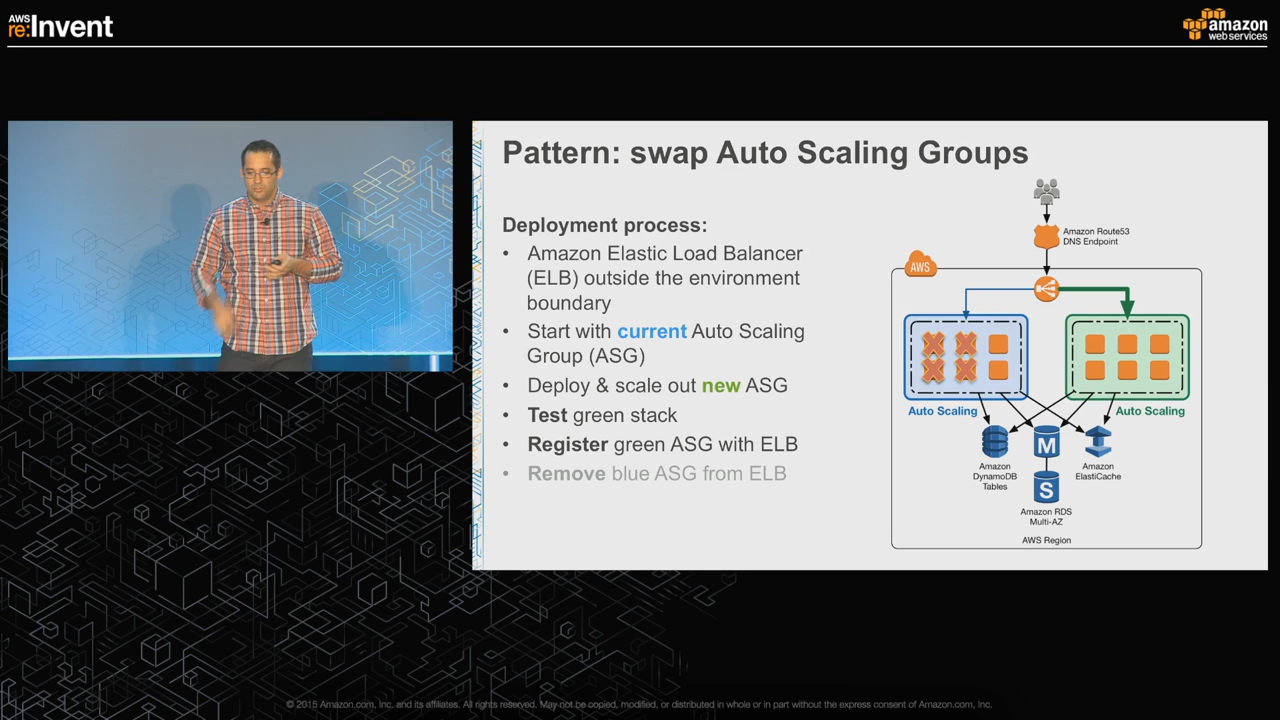 AWS
re:Invent
amazon
web services
Pattern: swap Auto Scaling Groups
Deployment process:
• Amazon Elastic Load Balancer
(ELB) outside the environment
boundary
• Start with current Auto Scaling
Group (ASG)
• Deploy & scale out new ASG
• Test green stack
• Register green ASG with ELB
• Remove blue ASG from ELB
Amazon Route53
DNS Endpoint
AWS
Auto Scaling
Auto Scaling
Amazon
DynamoDB
Tables
M
S
Amazon RDS
Multi-AZ
Amazon
ElastiCache
AWS Region
© 2015 Amazon.com, Inc. and its affiliates. All rights reserved. May not be copied, modified, or distributed in whole or in part without the express consent of Amazon.com, Inc.